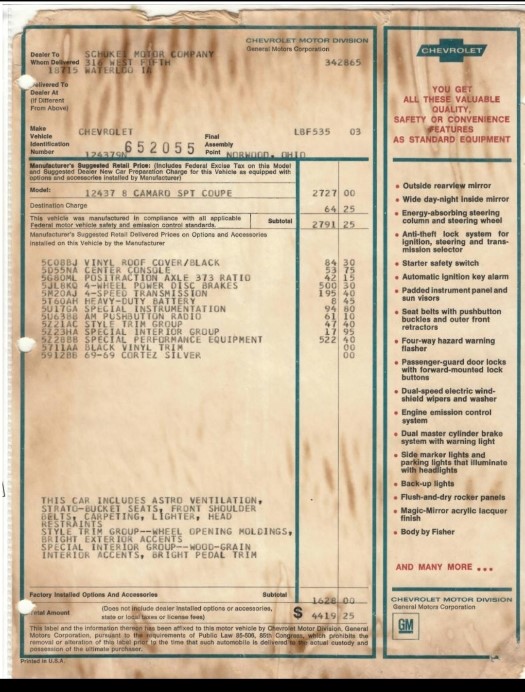 CHEVROLET MOTOR DIVISION
General Motors Corporation
Dealer To
Whom Delivered
SCHUKEI MOTOR COMPANY
316 WEST FIFTH
18715 WATERLOO IA
342865
Delivered To
Dealer At
(If Different
From Above)
Make CHEVROLET
Vehicle
Identification
Number 124379N 652055
Final
Assembly
Point NORWOOD, OHIO
LBF535 03
Manufacturer's Suggested Retail Price: (Includes Federal Excise Tax on this Model
and Suggested Dealer New Car Preparation Charge for this Vehicle as equipped with
options and accessories installed by Manufacturer)
Model: 12437 8 CAMARO SPT COUPE 2727 00
Destination Charge 64 25
This vehicle was manufactured in compliance with all applicable
Federal motor vehicle safety and emission control standards.
Subtotal 2791 25
Manufacturer's Suggested Retail Delivered Prices on Options and Accessories
Installed on this Vehicle by the Manufacturer
5C08BJ VINYL ROOF COVER/BLACK 84 30
5D55NA CENTER CONSOLE 53 75
5G80ML POSITRACTION AXLE 373 RATIO 42 15
5JL8KO 4-WHEEL POWER DISC BRAKES 500 30
5M20AJ 4-SPEED TRANSMISSION 195 40
5T60AH HEAVY-DUTY BATTERY 8 45
5U17GA SPECIAL INSTRUMENTATION 94 80
5U63BB AM PUSHBUTTON RADIO 61 10
5Z21AC STYLE TRIM GROUP 47 40
5Z23HA SPECIAL INTERIOR GROUP 17 95
5Z28BB SPECIAL PERFORMANCE EQUIPMENT 522 40
5711AA BLACK VINYL TRIM 00
5912BB 69-69 CORTEZ SILVER 00
THIS CAR INCLUDES ASTRO VENTILATION,
STRATO-BUCKET SEATS, FRONT SHOULDER
BELTS, CARPETING, LIGHTER, HEAD
RESTRAINTS
STYLE TRIM GROUP--WHEEL OPENING MOLDINGS,
BRIGHT EXTERIOR ACCENTS
SPECIAL INTERIOR GROUP--WOOD-GRAIN
INTERIOR ACCENTS, BRIGHT PEDAL TRIM
Factory Installed Options And Accessories Subtotal 1628 00
Total Amount
(Does not include dealer installed options or accessories,
state or local taxes or license fees)
$ 4419 25
This label and the information thereon has been affixed to this motor vehicle by Chevrolet Motor Division, General
Motors Corporation, pursuant to the requirements of Public Law 85-506, 85th Congress, which prohibits the
removal or alteration of this label prior to the time that such automobile is delivered to the actual custody and
possession of the ultimate purchaser.
Printed in U.S.A.
CHEVROLET
YOU GET
ALL THESE VALUABLE
QUALITY,
SAFETY OR CONVENIENCE
FEATURES
AS STANDARD EQUIPMENT
• Outside rearview mirror
• Wide day-night inside mirror
• Energy-absorbing steering
column and steering wheel
• Anti-theft lock system for
ignition, steering and trans-
mission selector
• Starter safety switch
• Automatic ignition key alarm
• Padded instrument panel and
sun visors
• Seat belts with pushbutton
buckles and outer front
retractors
• Four-way hazard warning
flasher
• Passenger-guard door locks
with forward-mounted lock
buttons
• Dual-speed electric wind-
shield wipers and washer
• Engine emission control
system
• Dual master cylinder brake
system with warning light
• Side marker lights and
parking lights that illuminate
with headlights
• Back-up lights
• Flush-and-dry rocker panels
• Magic-Mirror acrylic lacquer
finish
• Body by Fisher
AND MANY MORE ...
CHEVROLET MOTOR DIVISION
General Motors Corporation
GM